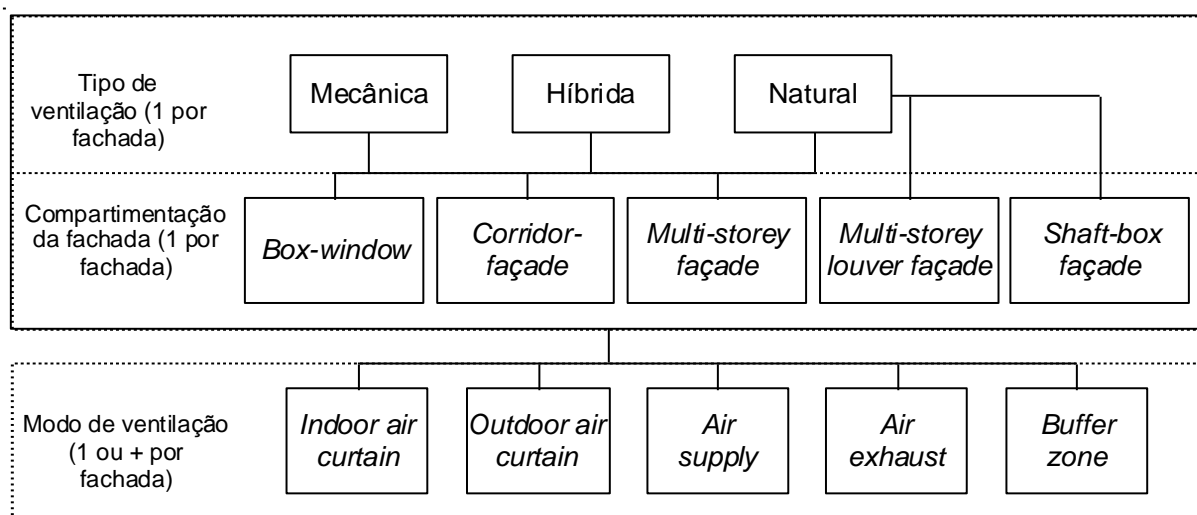 Tipo de
ventilação (1 por
fachada)
Mecânica
Híbrida
Natural
Compartimentação
da fachada (1 por
fachada)
Box-window
Corridor-
façade
Multi-storey
façade
Multi-storey
louver façade
Shaft-box
façade
Modo de ventilação
(1 ou + por
fachada)
Indoor air
curtain
Outdoor air
curtain
Air
supply
Air
exhaust
Buffer
zone